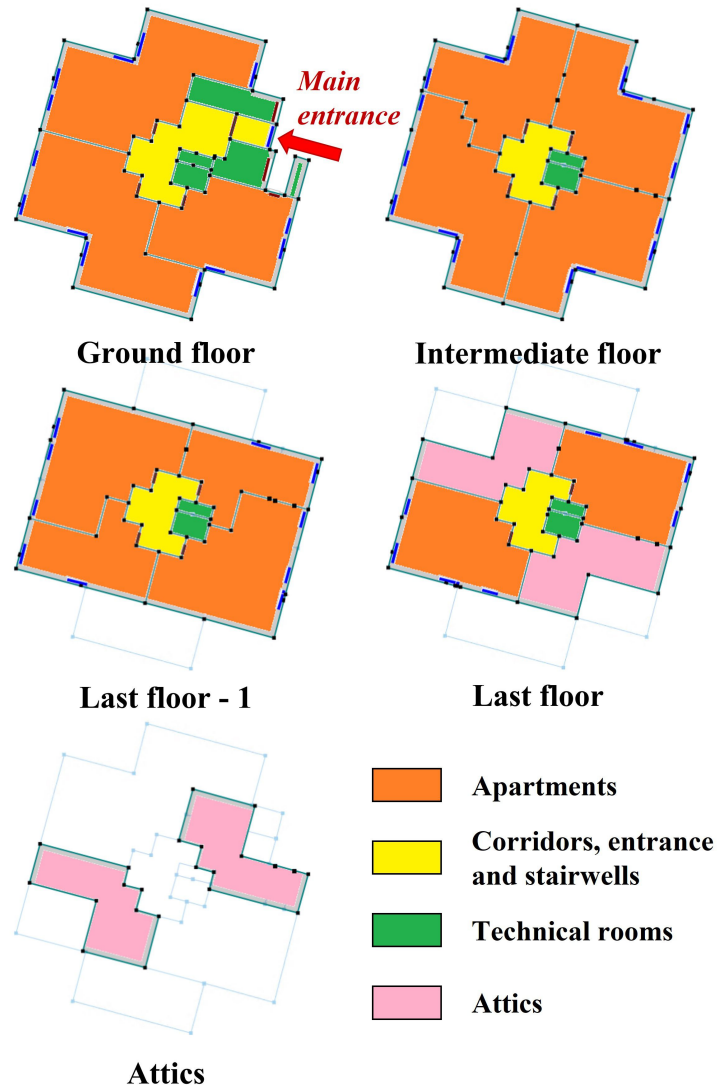 Main
entrance
Ground floor
Intermediate floor
Last floor - 1
Last floor
Apartments
Corridors, entrance
and stairwells
Technical rooms
Attics
Attics